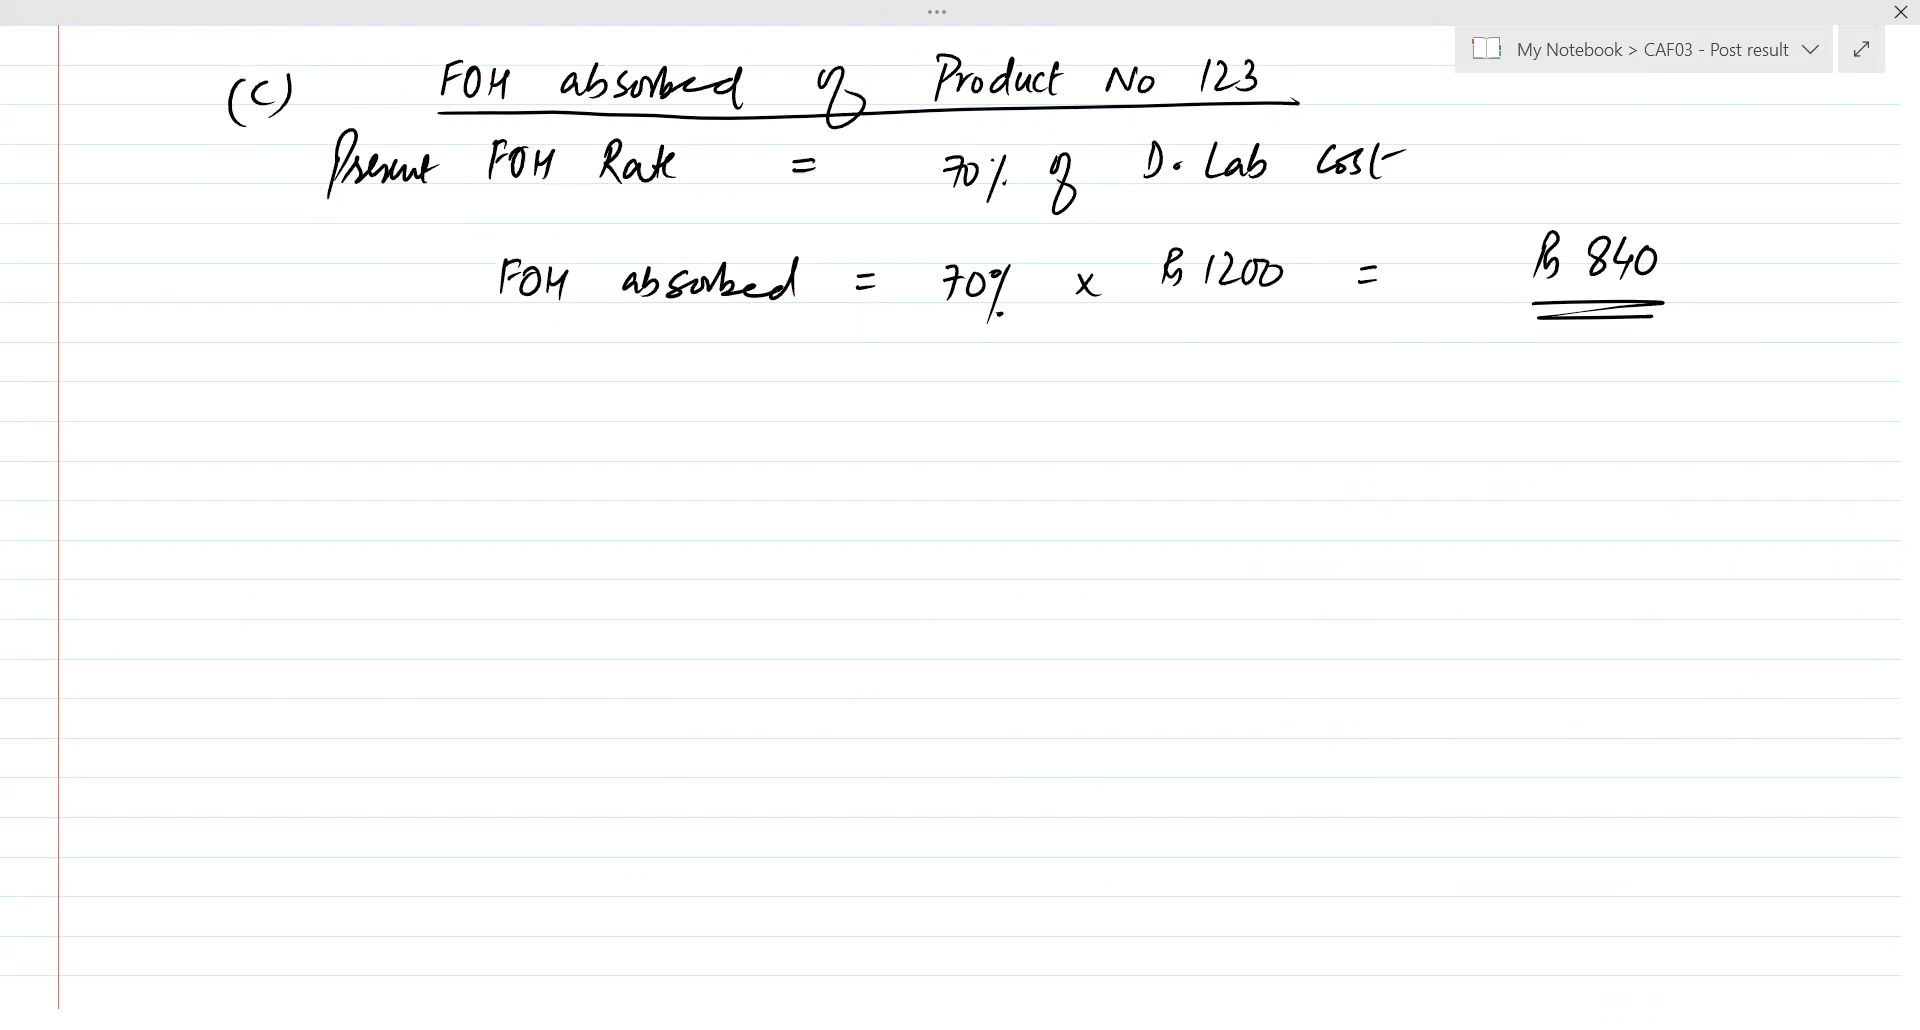 My Notebook > CAF03 - Post result
(C) FOH absorbed of Product No 123
Present FOH Rate = 70% of D. Lab Cost
FOH absorbed = 70% x Rs 1200 = Rs 840